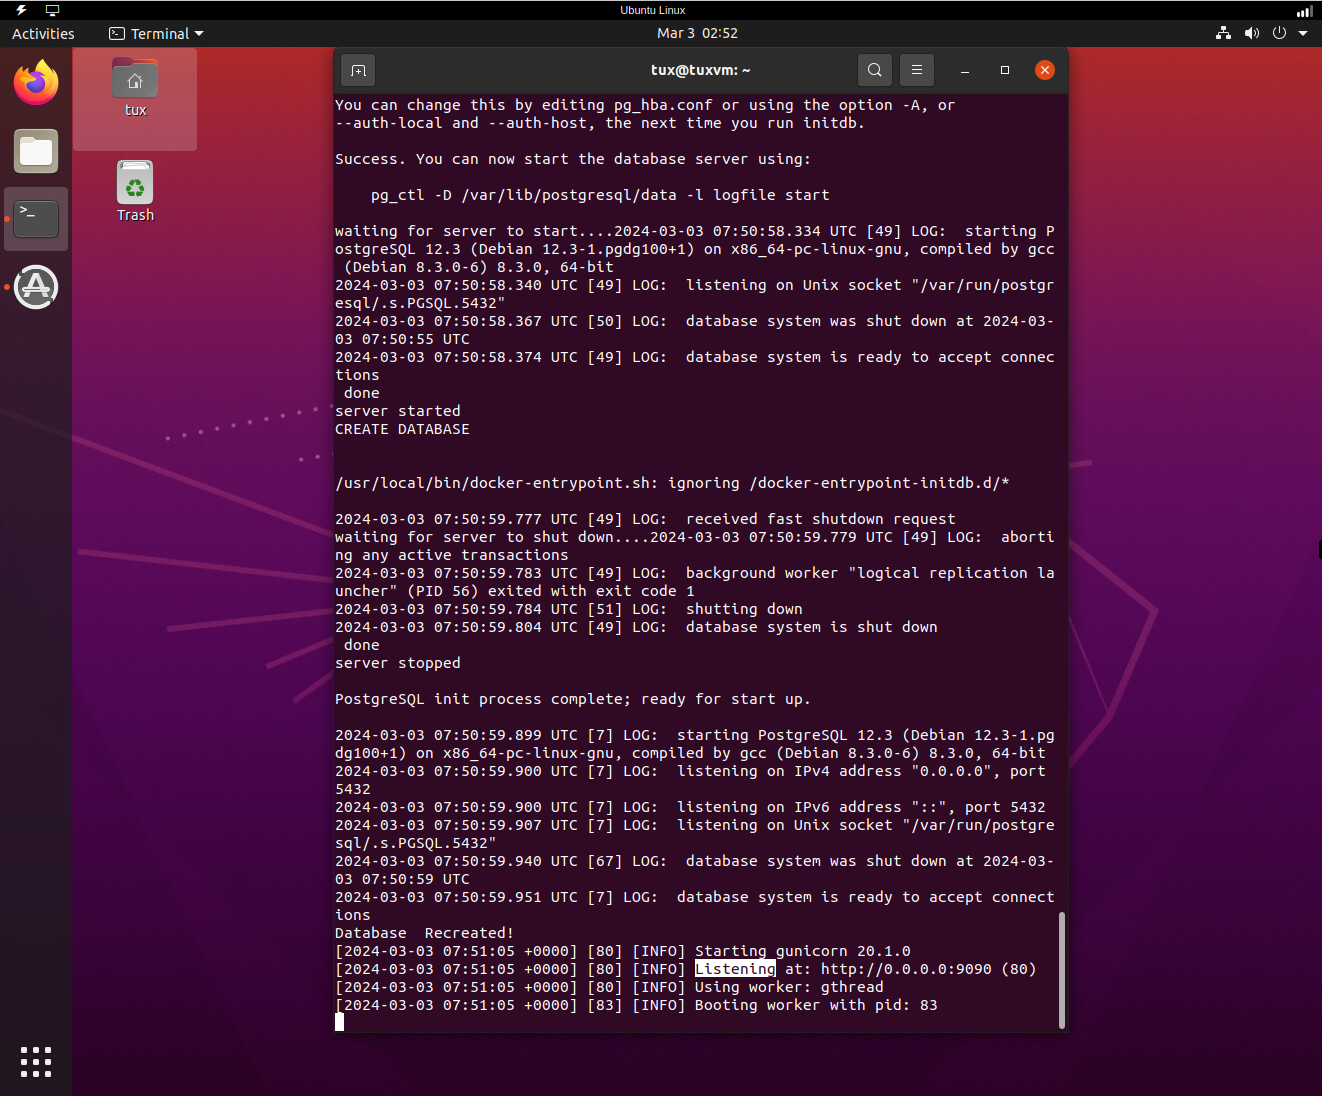 Ubuntu Linux
Activities
Terminal
Mar 3 02:52
tux
Trash
tux@tuxvm: ~
You can change this by editing pg_hba.conf or using the option -A, or
--auth-local and --auth-host, the next time you run initdb.
Success. You can now start the database server using:
pg_ctl -D /var/lib/postgresql/data -l logfile start
waiting for server to start....2024-03-03 07:50:58.334 UTC [49] LOG:  starting P
ostgreSQL 12.3 (Debian 12.3-1.pgdg100+1) on x86_64-pc-linux-gnu, compiled by gcc
(Debian 8.3.0-6) 8.3.0, 64-bit
2024-03-03 07:50:58.340 UTC [49] LOG:  listening on Unix socket "/var/run/postgr
esql/.s.PGSQL.5432"
2024-03-03 07:50:58.367 UTC [50] LOG:  database system was shut down at 2024-03-
03 07:50:55 UTC
2024-03-03 07:50:58.374 UTC [49] LOG:  database system is ready to accept connec
tions
done
server started
CREATE DATABASE
/usr/local/bin/docker-entrypoint.sh: ignoring /docker-entrypoint-initdb.d/*
2024-03-03 07:50:59.777 UTC [49] LOG:  received fast shutdown request
waiting for server to shut down....2024-03-03 07:50:59.779 UTC [49] LOG:  aborti
ng any active transactions
2024-03-03 07:50:59.783 UTC [49] LOG:  background worker "logical replication la
uncher" (PID 56) exited with exit code 1
2024-03-03 07:50:59.784 UTC [51] LOG:  shutting down
2024-03-03 07:50:59.804 UTC [49] LOG:  database system is shut down
done
server stopped
PostgreSQL init process complete; ready for start up.
2024-03-03 07:50:59.899 UTC [7] LOG:  starting PostgreSQL 12.3 (Debian 12.3-1.pg
dg100+1) on x86_64-pc-linux-gnu, compiled by gcc (Debian 8.3.0-6) 8.3.0, 64-bit
2024-03-03 07:50:59.900 UTC [7] LOG:  listening on IPv4 address "0.0.0.0", port
5432
2024-03-03 07:50:59.900 UTC [7] LOG:  listening on IPv6 address "::", port 5432
2024-03-03 07:50:59.907 UTC [7] LOG:  listening on Unix socket "/var/run/postgre
sql/.s.PGSQL.5432"
2024-03-03 07:50:59.940 UTC [67] LOG:  database system was shut down at 2024-03-
03 07:50:59 UTC
2024-03-03 07:50:59.951 UTC [7] LOG:  database system is ready to accept connect
ions
Database  Recreated!
[2024-03-03 07:51:05 +0000] [80] [INFO] Starting gunicorn 20.1.0
[2024-03-03 07:51:05 +0000] [80] [INFO] Listening at: http://0.0.0.0:9090 (80)
[2024-03-03 07:51:05 +0000] [80] [INFO] Using worker: gthread
[2024-03-03 07:51:05 +0000] [83] [INFO] Booting worker with pid: 83